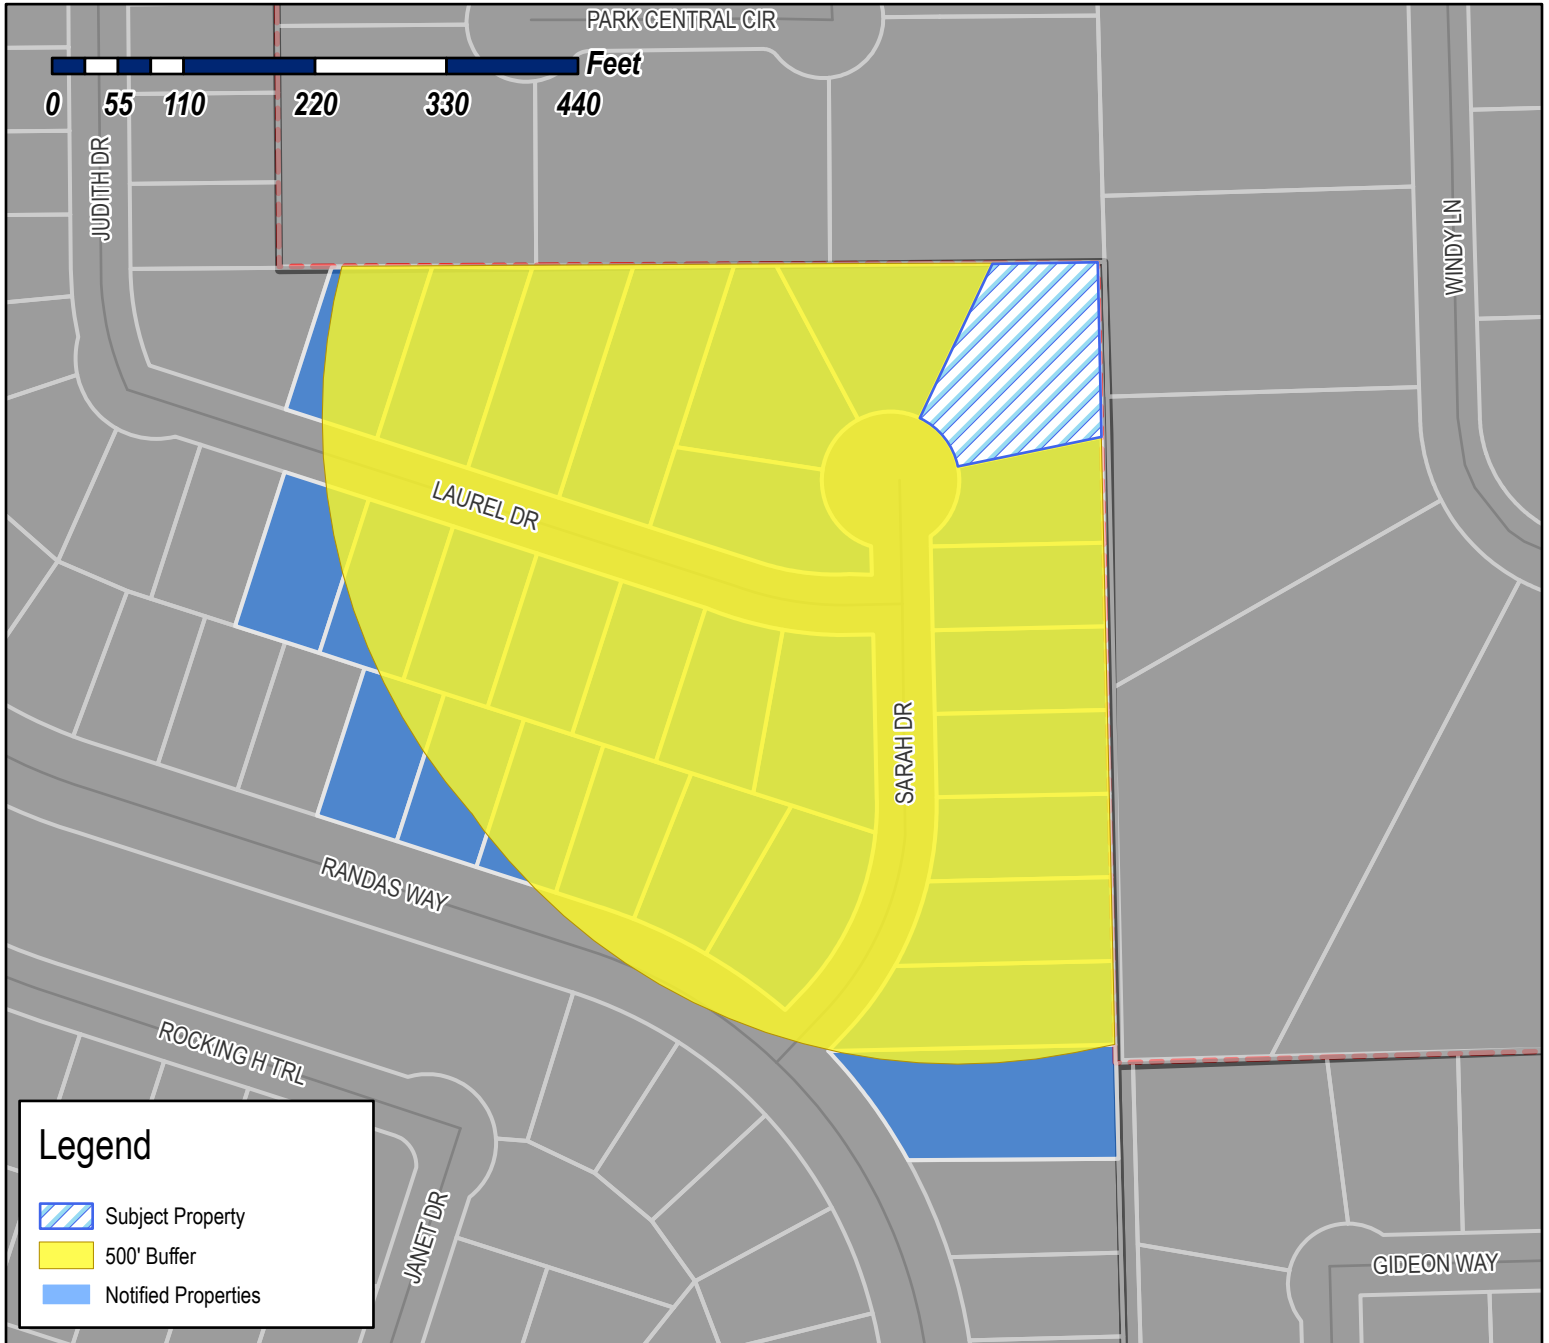 PARK CENTRAL CIR
Feet
0 55 110 220 330 440
JUDITH DR
WINDY LN
LAUREL DR
SARAH DR
RANDAS WAY
ROCKING H TRL
JANET DR
GIDEON WAY
Legend
Subject Property
500' Buffer
Notified Properties